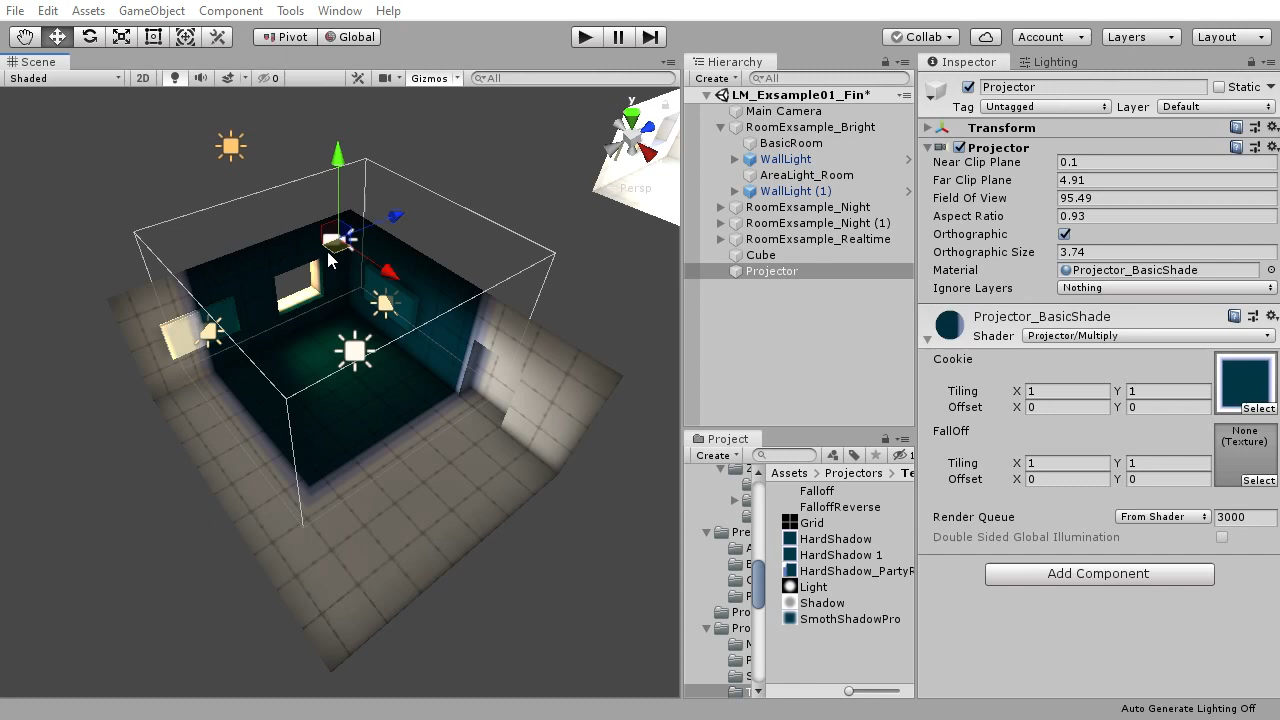 File Edit Assets GameObject Component Tools Window Help
Pivot Global Collab Account Layers Layout
Scene
Shaded 2D 0 Gizmos All
y
Persp
Hierarchy
Create All
LM_Exsample01_Fin*
Main Camera
RoomExsample_Bright
BasicRoom
WallLight
AreaLight_Room
WallLight (1)
RoomExsample_Night
RoomExsample_Night (1)
RoomExsample_Realtime
Cube
Projector
Project
Create 1
Assets Projectors Te
Pre
Pro
Pro
Falloff
FalloffReverse
Grid
HardShadow
HardShadow 1
HardShadow_PartyR
Light
Shadow
SmothShadowPro
Inspector Lighting
Projector Static
Tag Untagged Layer Default
Transform
Projector
Near Clip Plane 0.1
Far Clip Plane 4.91
Field Of View 95.49
Aspect Ratio 0.93
Orthographic
Orthographic Size 3.74
Material Projector_BasicShade
Ignore Layers Nothing
Projector_BasicShade
Shader Projector/Multiply
Cookie
Tiling X 1 Y 1
Offset X 0 Y 0
Select
FallOff
None
(Texture)
Tiling X 1 Y 1
Offset X 0 Y 0
Select
Render Queue From Shader 3000
Double Sided Global Illumination
Add Component
Auto Generate Lighting Off